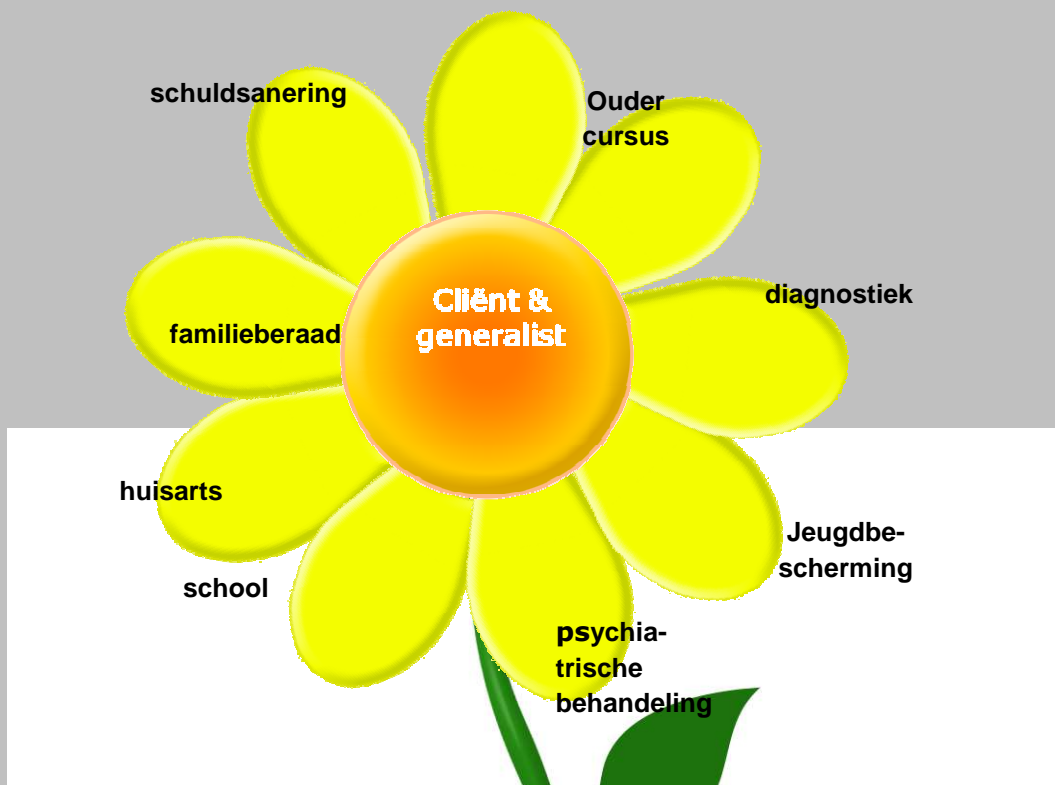 schuldsanering
Ouder
cursus
diagnostiek
Cliënt &
generalist
familieberaad
huisarts
Jeugdbe-
scherming
school
psychia-
trische
behandeling